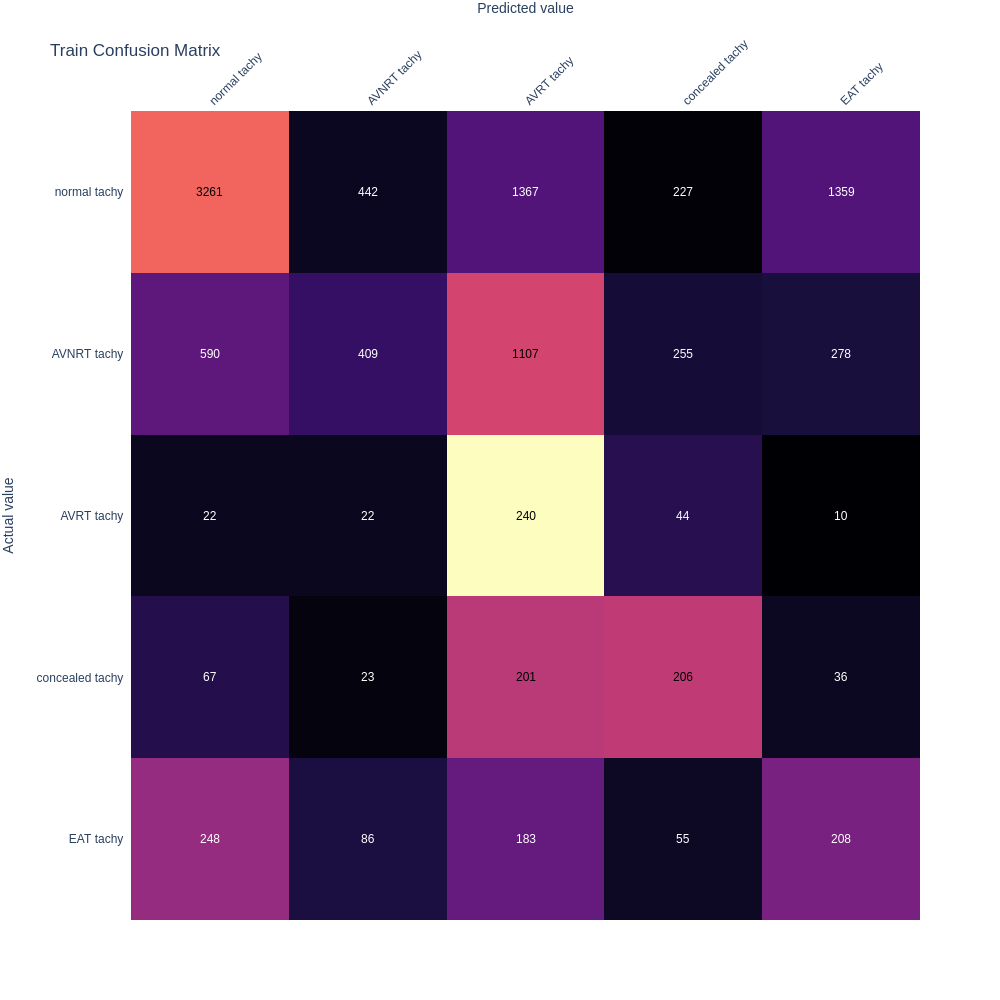 Predicted value
Train Confusion Matrix
normal tachy
AVNRT tachy
AVRT tachy
concealed tachy
EAT tachy
normal tachy 3261 442 1367 227 1359
AVNRT tachy 590 409 1107 255 278
AVRT tachy 22 22 240 44 10
concealed tachy 67 23 201 206 36
EAT tachy 248 86 183 55 208
Actual value